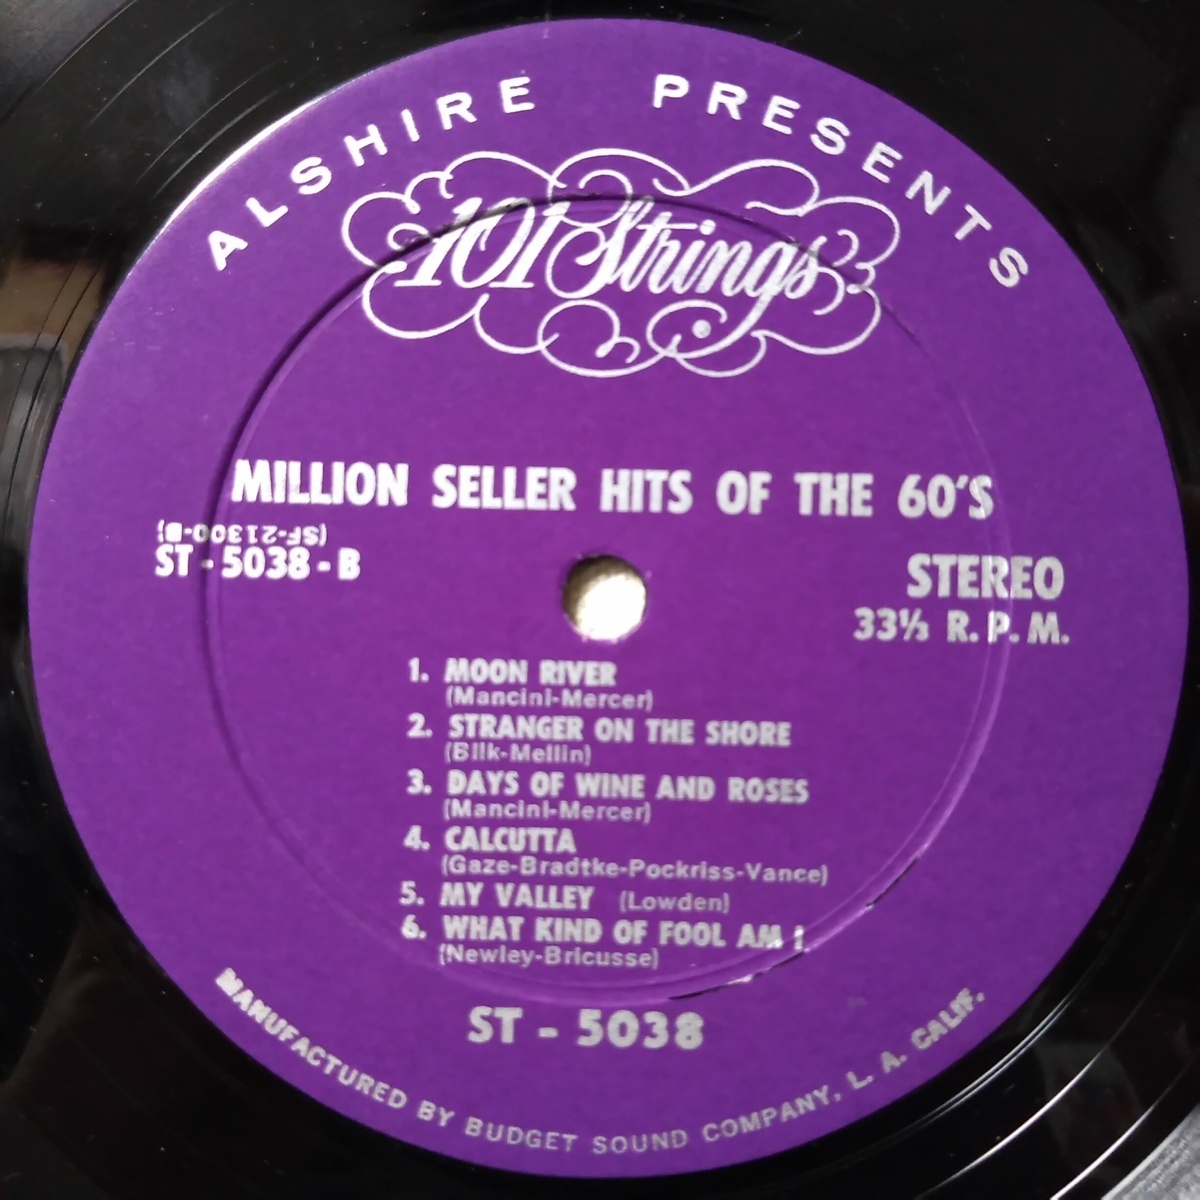 ALSHIRE PRESENTS
101 Strings
MILLION SELLER HITS OF THE 60'S
(SF-21300-B)
ST-5038-B
STEREO
33⅓ R.P.M.
1. MOON RIVER
(Mancini-Mercer)
2. STRANGER ON THE SHORE
(Bilk-Mellin)
3. DAYS OF WINE AND ROSES
(Mancini-Mercer)
4. CALCUTTA
(Gaze-Bradtke-Pockriss-Vance)
5. MY VALLEY (Lowden)
6. WHAT KIND OF FOOL AM I
(Newley-Bricusse)
ST - 5038
MANUFACTURED BY BUDGET SOUND COMPANY, L. A. CALIF.